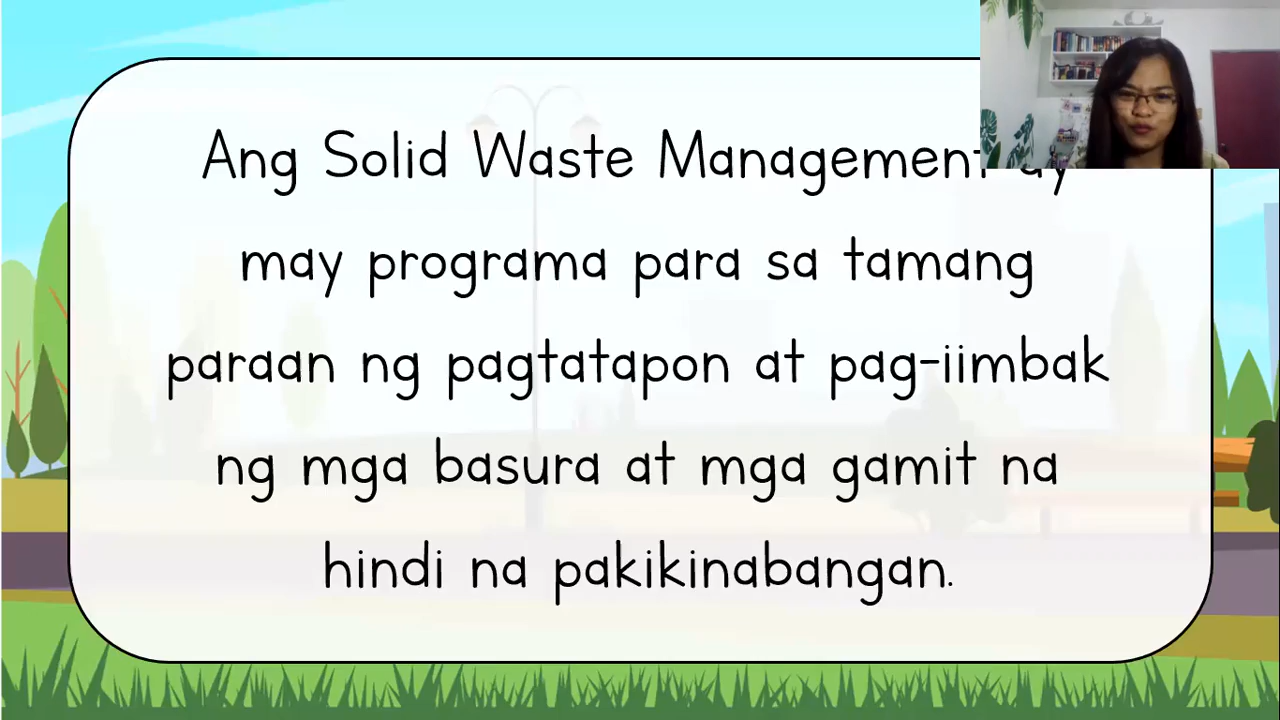 Ang Solid Waste Management ay
may programa para sa tamang
paraan ng pagtatapon at pag-iimbak
ng mga basura at mga gamit na
hindi na pakikinabangan.